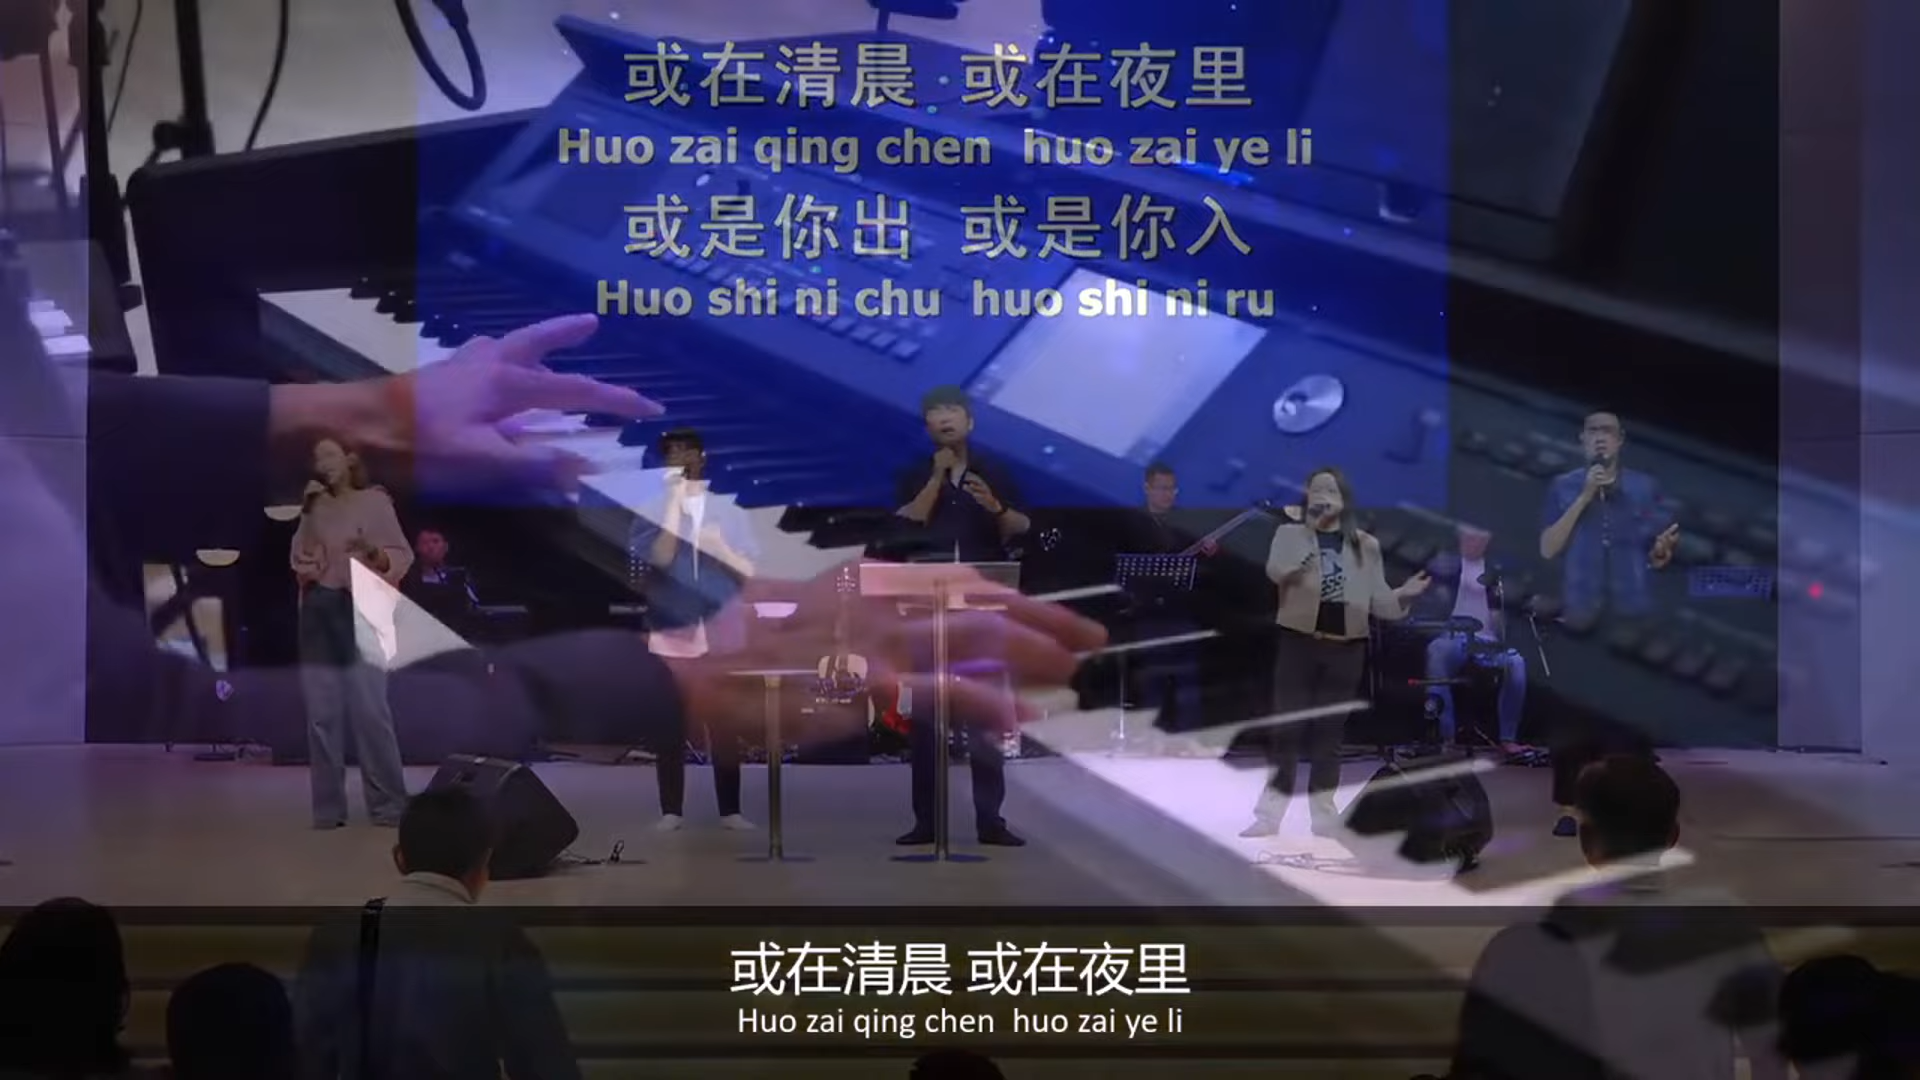 或在清晨 或在夜里
Huo zai qing chen huo zai ye li
或是你出 或是你入
Huo shi ni chu huo shi ni ru
或在清晨 或在夜里
Huo zai qing chen huo zai ye li